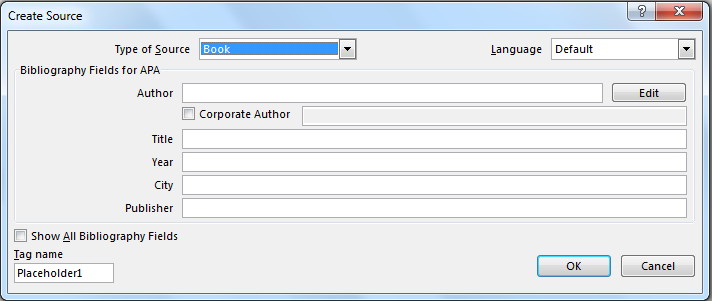 Create Source
?
Type of Source Book Language Default
Bibliography Fields for APA
Author Edit
Corporate Author
Title
Year
City
Publisher
Show All Bibliography Fields
Tag name
Placeholder1
OK Cancel